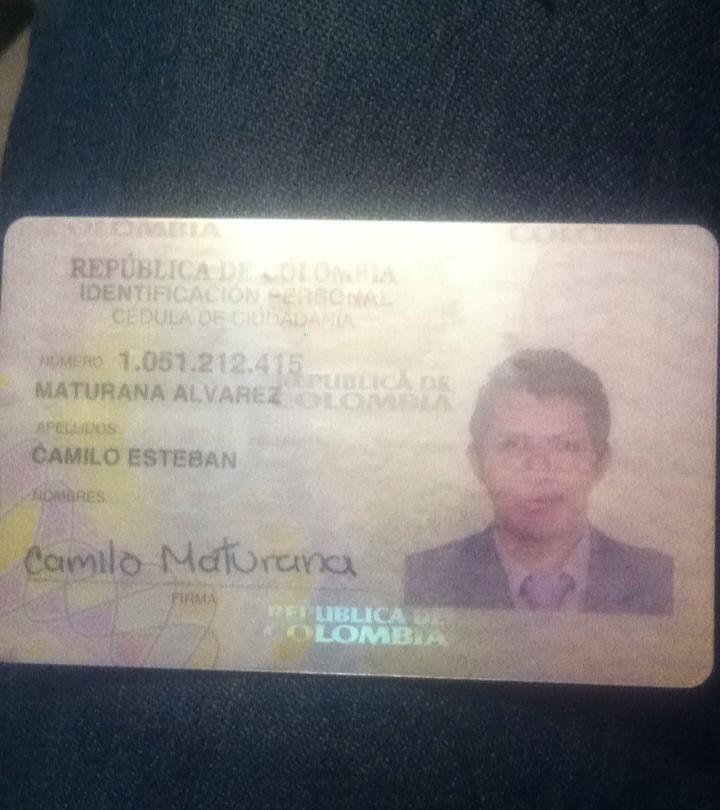 COLOMBIA
REPÚBLICA DE COLOMBIA
IDENTIFICACIÓN PERSONAL
CEDULA DE CIUDADANIA
NUMERO 1.051.212.415
MATURANA ALVAREZ
REPUBLICA DE
COLOMBIA
APELLIDOS
CAMILO ESTEBAN
NOMBRES
Camilo Maturana
FIRMA
REPUBLICA DE
COLOMBIA